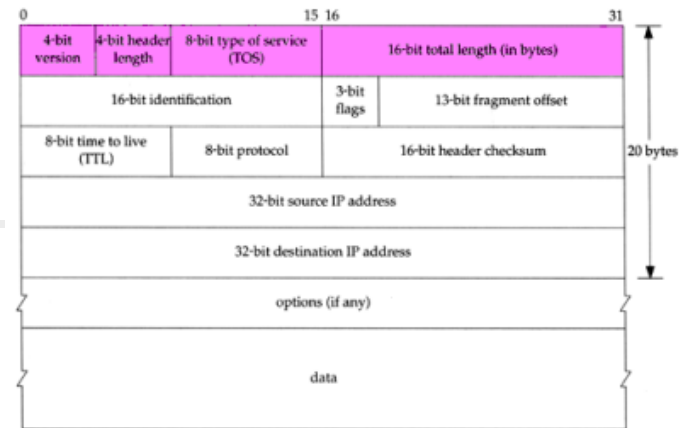 0 15 16 31
4-bit version 4-bit header length 8-bit type of service (TOS) 16-bit total length (in bytes)
16-bit identification 3-bit flags 13-bit fragment offset
8-bit time to live (TTL) 8-bit protocol 16-bit header checksum
20 bytes
32-bit source IP address
32-bit destination IP address
options (if any)
data